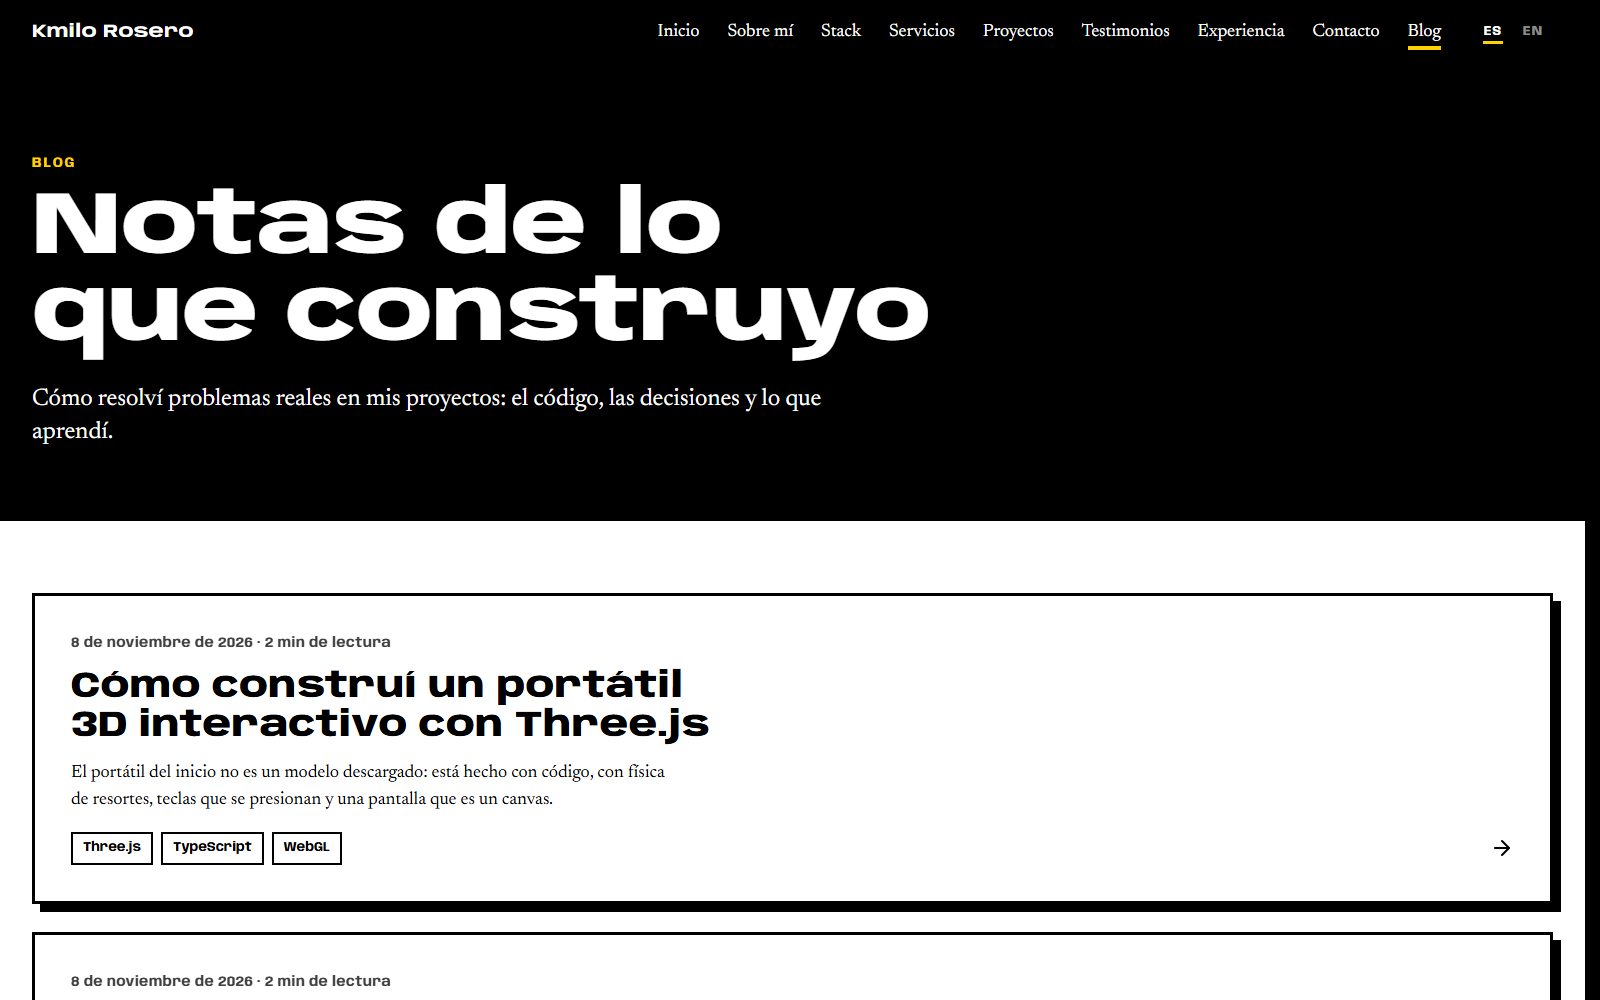 Kmilo Rosero
Inicio Sobre mí Stack Servicios Proyectos Testimonios Experiencia Contacto Blog ES EN
BLOG
Notas de lo
que construyo
Cómo resolví problemas reales en mis proyectos: el código, las decisiones y lo que
aprendí.
8 de noviembre de 2026 · 2 min de lectura
Cómo construí un portátil
3D interactivo con Three.js
El portátil del inicio no es un modelo descargado: está hecho con código, con física
de resortes, teclas que se presionan y una pantalla que es un canvas.
Three.js TypeScript WebGL
8 de noviembre de 2026 · 2 min de lectura